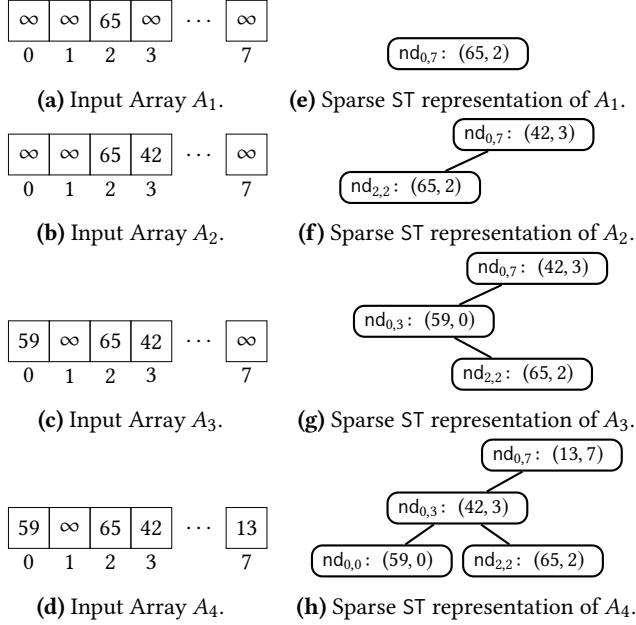 ∞ ∞ 65 ∞ ··· ∞
0 1 2 3 7
(a) Input Array A₁.
nd₀,₇: (65, 2)
(e) Sparse ST representation of A₁.
∞ ∞ 65 42 ··· ∞
0 1 2 3 7
(b) Input Array A₂.
nd₀,₇: (42, 3)
nd₂,₂: (65, 2)
(f) Sparse ST representation of A₂.
59 ∞ 65 42 ··· ∞
0 1 2 3 7
(c) Input Array A₃.
nd₀,₇: (42, 3)
nd₀,₃: (59, 0)
nd₂,₂: (65, 2)
(g) Sparse ST representation of A₃.
59 ∞ 65 42 ··· 13
0 1 2 3 7
(d) Input Array A₄.
nd₀,₇: (13, 7)
nd₀,₃: (42, 3)
nd₀,₀: (59, 0) nd₂,₂: (65, 2)
(h) Sparse ST representation of A₄.